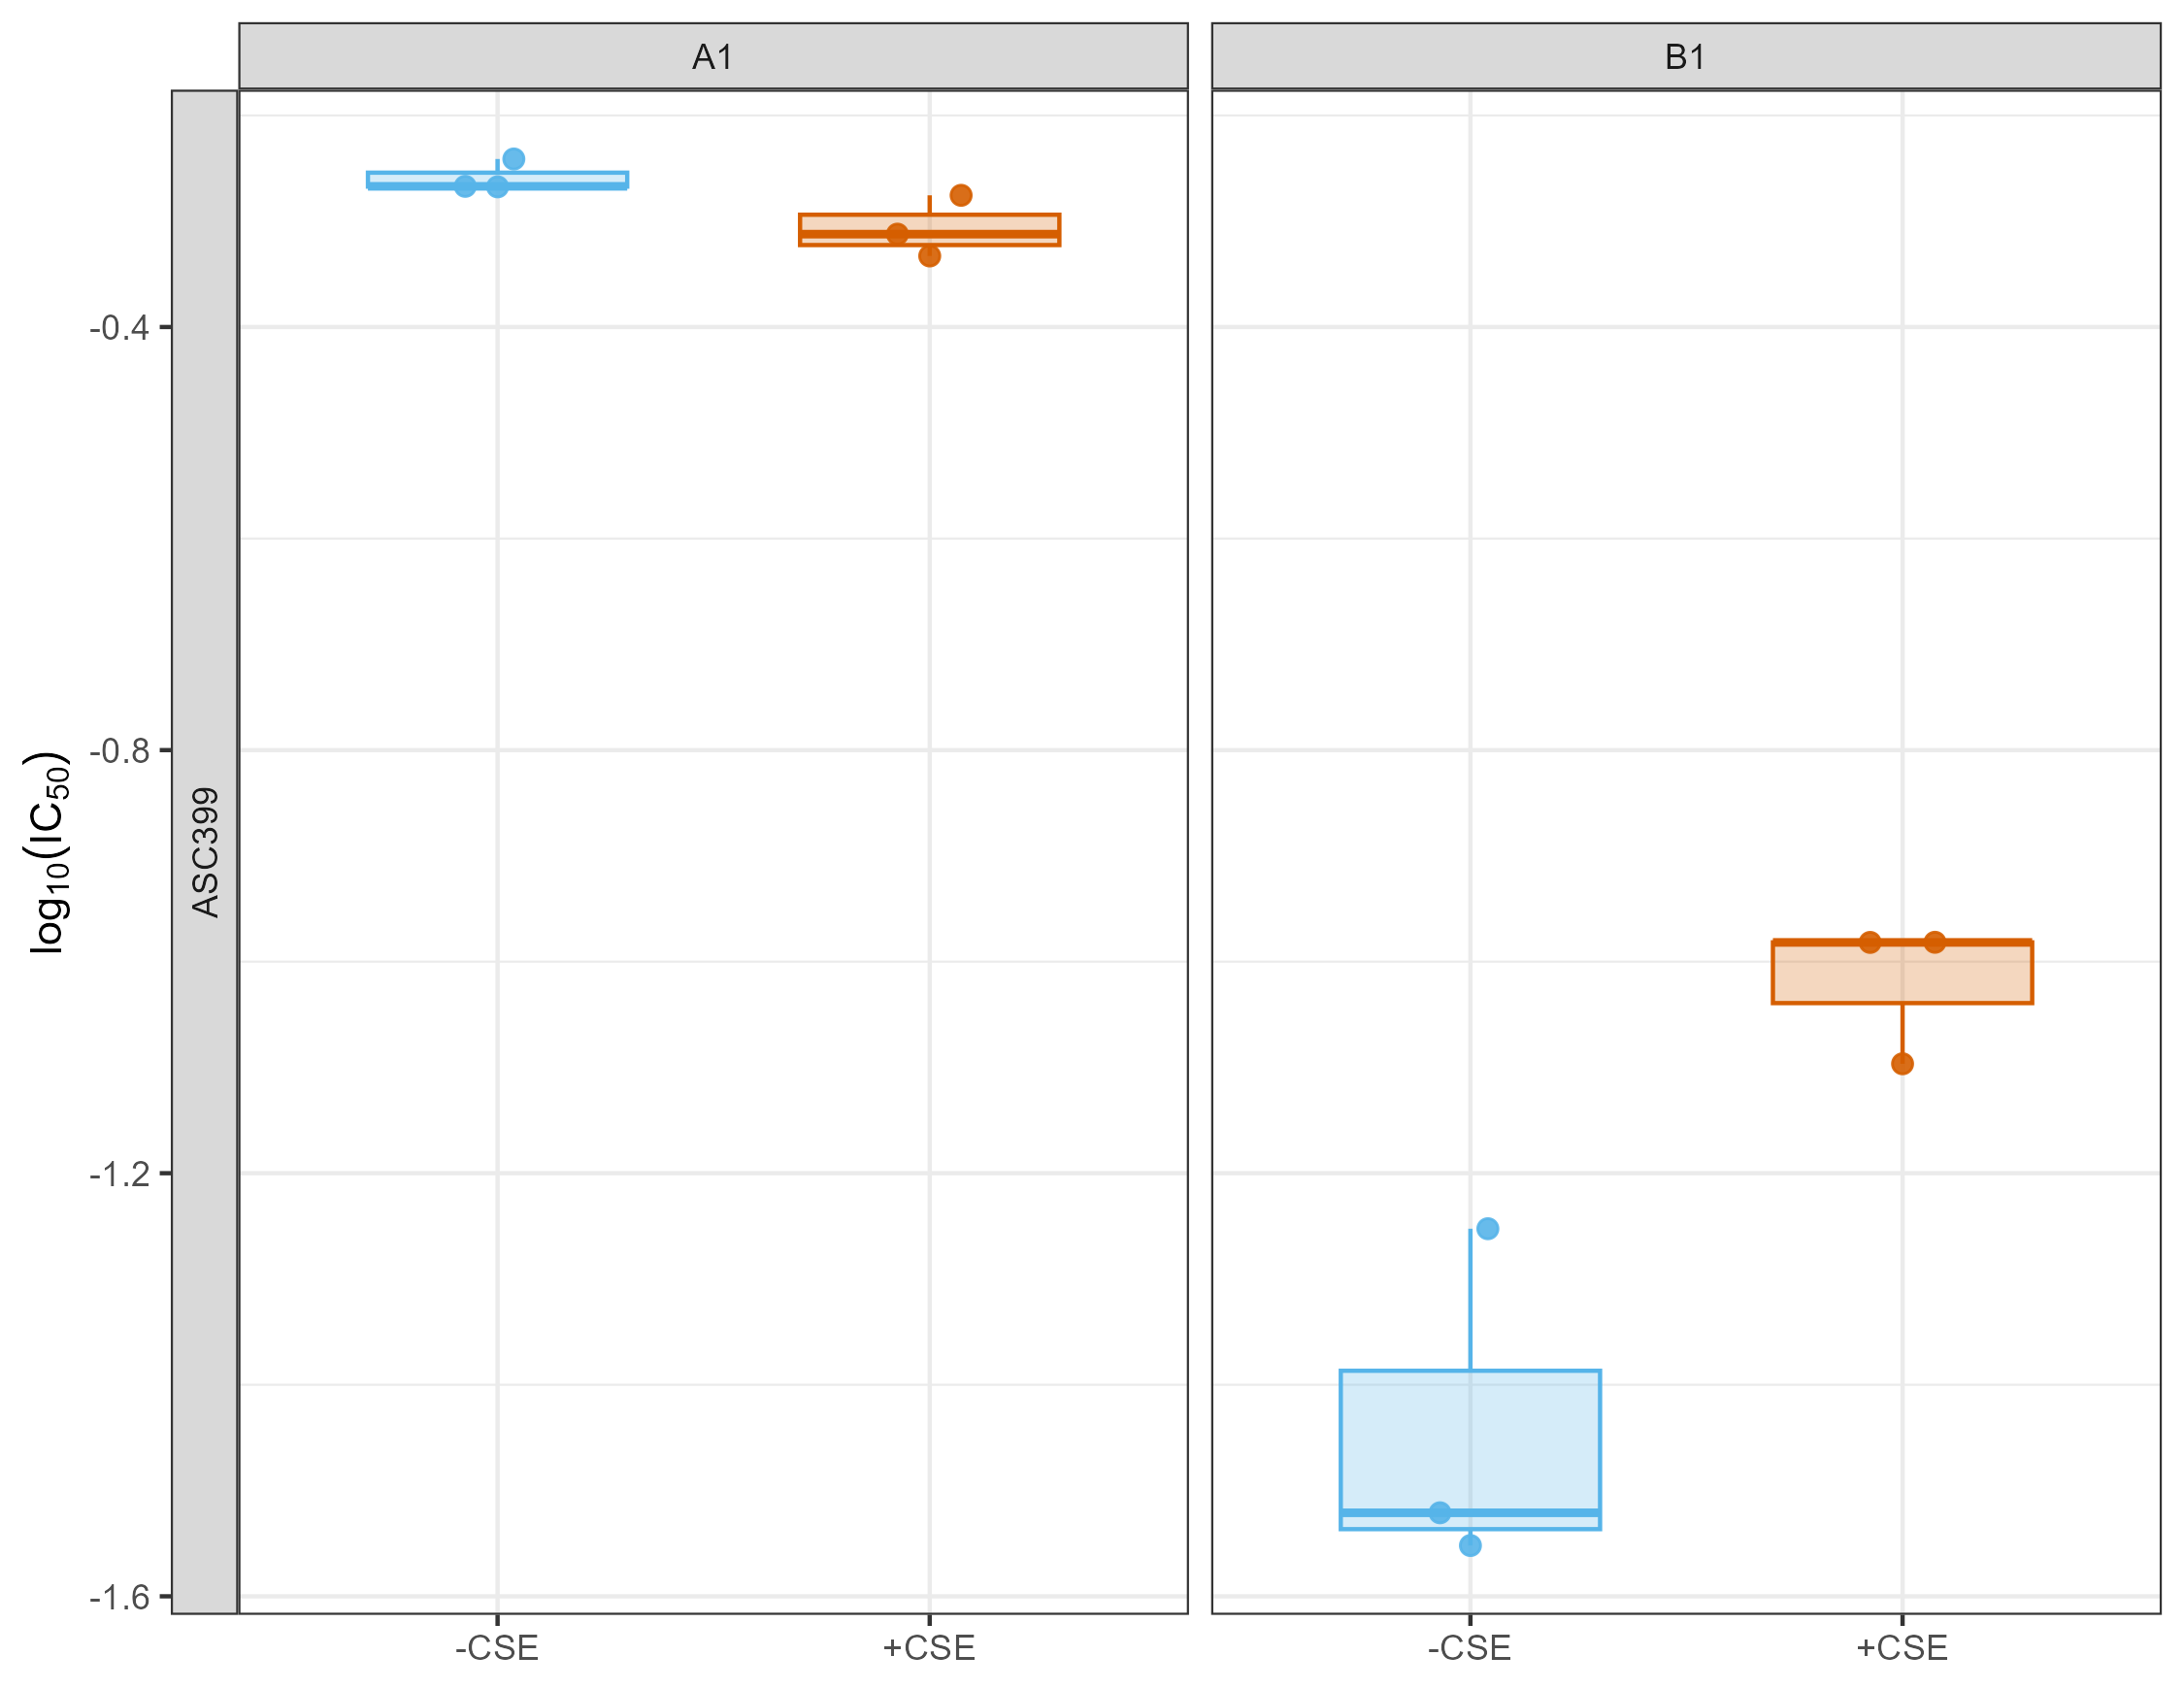 A1
B1
-0.4
-0.8
-1.2
-1.6
log10(IC50)
ASC399
-CSE
+CSE
-CSE
+CSE